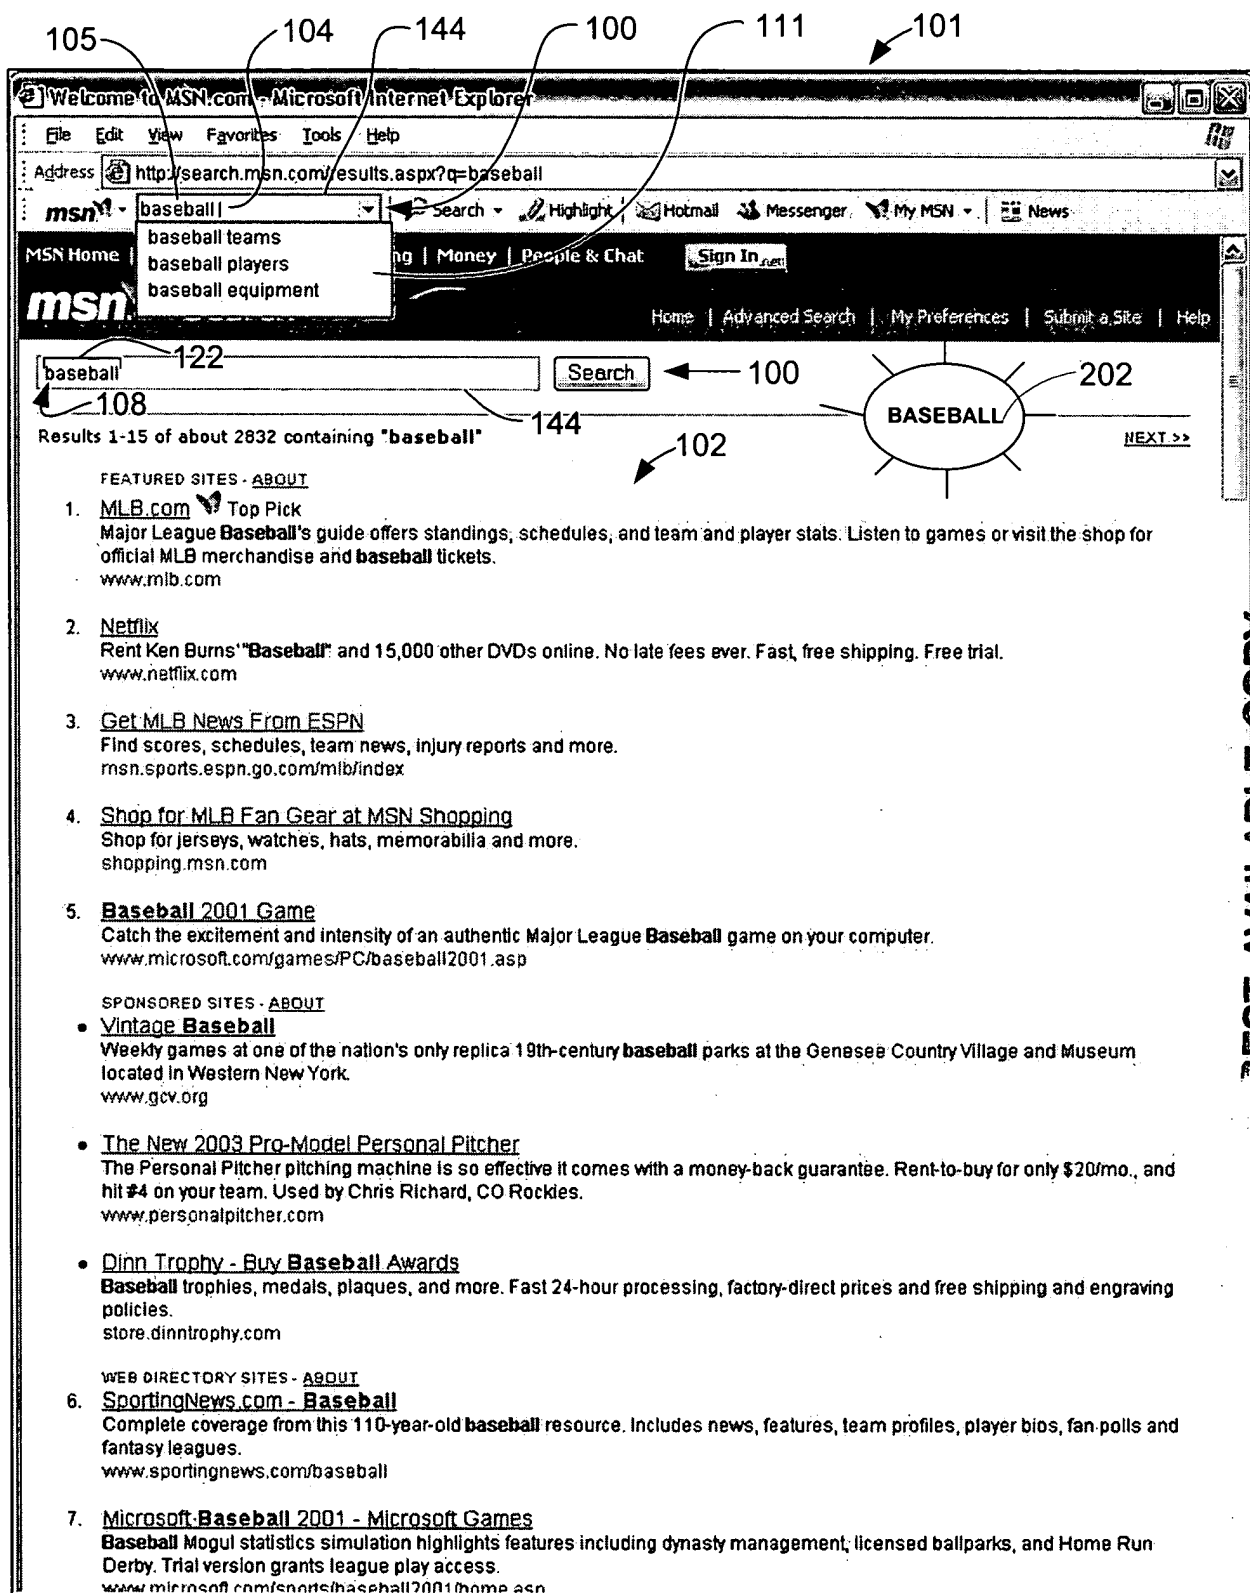 105 104 144 100 111 101
Welcome to MSN.com - Microsoft Internet Explorer
File Edit View Favorites Tools Help
Address http://search.msn.com/results.aspx?q=baseball
msn baseball Search Highlight Hotmail Messenger My MSN News
baseball teams
MSN Home | ng | Money | People & Chat Sign In .net
baseball players
baseball equipment
msn
Home | Advanced Search | My Preferences | Submit a Site | Help
122
baseball Search 100 202
108 144 BASEBALL
Results 1-15 of about 2832 containing "baseball" NEXT >>
102
FEATURED SITES - ABOUT
1. MLB.com Top Pick
Major League Baseball's guide offers standings, schedules, and team and player stats. Listen to games or visit the shop for
official MLB merchandise and baseball tickets.
www.mlb.com
2. Netflix
Rent Ken Burns' "Baseball" and 15,000 other DVDs online. No late fees ever. Fast, free shipping. Free trial.
www.netflix.com
3. Get MLB News From ESPN
Find scores, schedules, team news, injury reports and more.
msn.sports.espn.go.com/mlb/index
4. Shop for MLB Fan Gear at MSN Shopping
Shop for jerseys, watches, hats, memorabilia and more.
shopping.msn.com
5. Baseball 2001 Game
Catch the excitement and intensity of an authentic Major League Baseball game on your computer.
www.microsoft.com/games/PC/baseball2001.asp
SPONSORED SITES - ABOUT
• Vintage Baseball
Weekly games at one of the nation's only replica 19th-century baseball parks at the Genesee Country Village and Museum
located in Western New York.
www.gcv.org
• The New 2003 Pro-Model Personal Pitcher
The Personal Pitcher pitching machine is so effective it comes with a money-back guarantee. Rent-to-buy for only $20/mo., and
hit #4 on your team. Used by Chris Richard, CO Rockies.
www.personalpitcher.com
• Dinn Trophy - Buy Baseball Awards
Baseball trophies, medals, plaques, and more. Fast 24-hour processing, factory-direct prices and free shipping and engraving
policies.
store.dinntrophy.com
WEB DIRECTORY SITES - ABOUT
6. SportingNews.com - Baseball
Complete coverage from this 110-year-old baseball resource. Includes news, features, team profiles, player bios, fan polls and
fantasy leagues.
www.sportingnews.com/baseball
7. Microsoft Baseball 2001 - Microsoft Games
Baseball Mogul statistics simulation highlights features including dynasty management, licensed ballparks, and Home Run
Derby. Trial version grants league play access.
www.microsoft.com/sports/baseball2001/home.asp